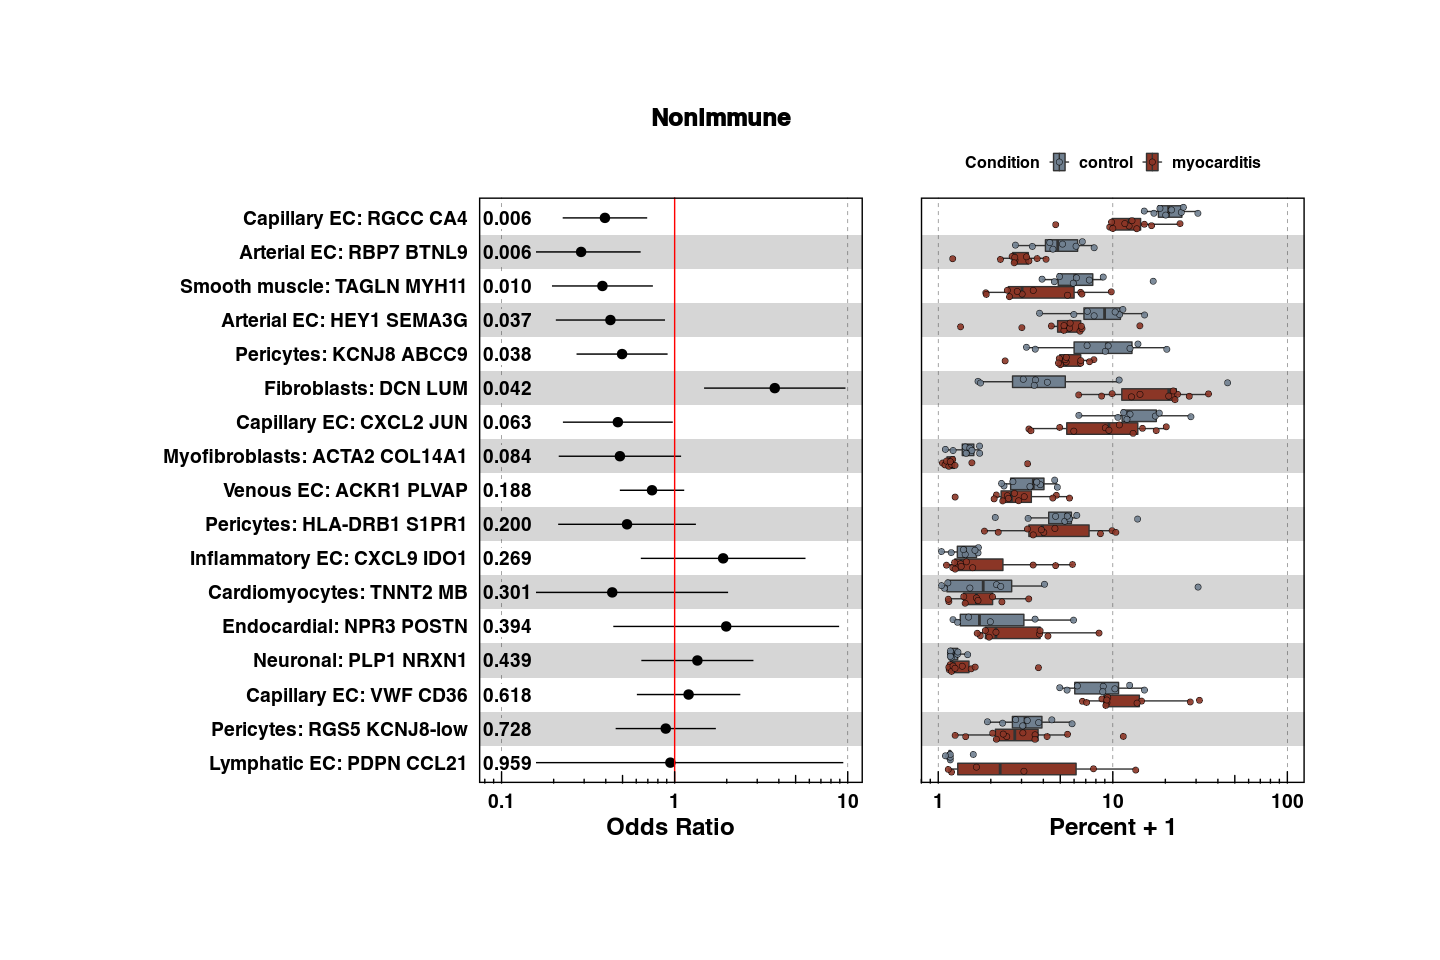 NonImmune
Condition control myocarditis
Capillary EC: RGCC CA4 0.006
Arterial EC: RBP7 BTNL9 0.006
Smooth muscle: TAGLN MYH11 0.010
Arterial EC: HEY1 SEMA3G 0.037
Pericytes: KCNJ8 ABCC9 0.038
Fibroblasts: DCN LUM 0.042
Capillary EC: CXCL2 JUN 0.063
Myofibroblasts: ACTA2 COL14A1 0.084
Venous EC: ACKR1 PLVAP 0.188
Pericytes: HLA-DRB1 S1PR1 0.200
Inflammatory EC: CXCL9 IDO1 0.269
Cardiomyocytes: TNNT2 MB 0.301
Endocardial: NPR3 POSTN 0.394
Neuronal: PLP1 NRXN1 0.439
Capillary EC: VWF CD36 0.618
Pericytes: RGS5 KCNJ8-low 0.728
Lymphatic EC: PDPN CCL21 0.959
0.1 1 10 1 10 100
Odds Ratio Percent + 1